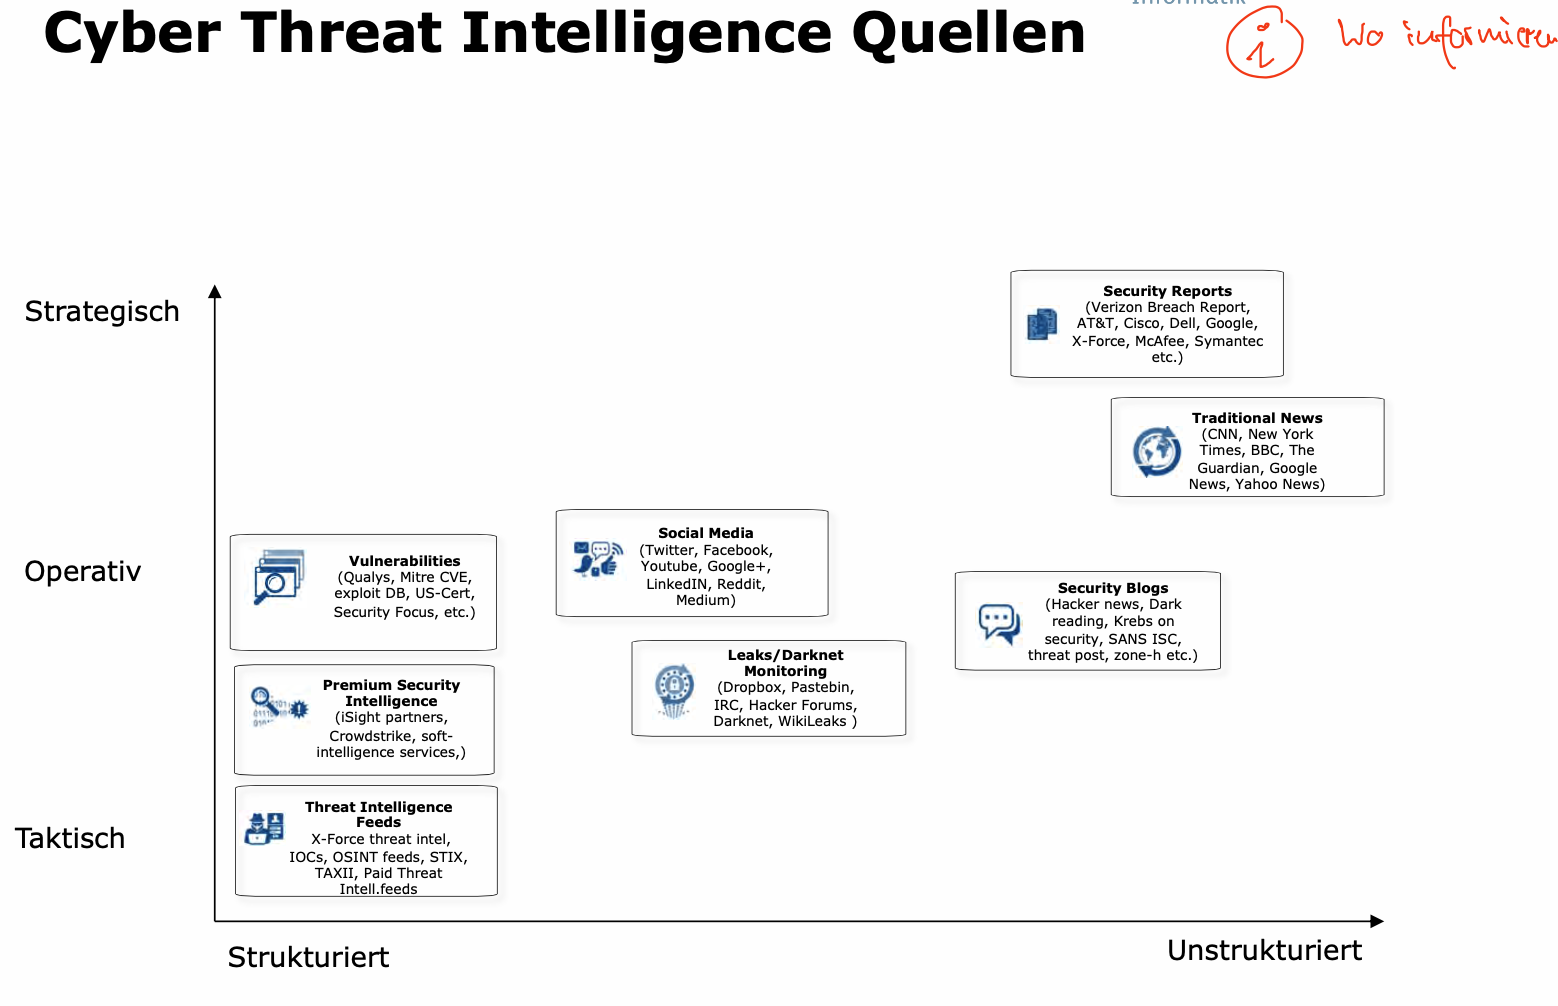 Informatik
Cyber Threat Intelligence Quellen
i Wo informieren
Strategisch
Security Reports
(Verizon Breach Report,
AT&T, Cisco, Dell, Google,
X-Force, McAfee, Symantec
etc.)
Traditional News
(CNN, New York
Times, BBC, The
Guardian, Google
News, Yahoo News)
Operativ
Vulnerabilities
(Qualys, Mitre CVE,
exploit DB, US-Cert,
Security Focus, etc.)
Social Media
(Twitter, Facebook,
Youtube, Google+,
LinkedIN, Reddit,
Medium)
Security Blogs
(Hacker news, Dark
reading, Krebs on
security, SANS ISC,
threat post, zone-h etc.)
Leaks/Darknet
Monitoring
(Dropbox, Pastebin,
IRC, Hacker Forums,
Darknet, WikiLeaks )
Premium Security
Intelligence
(iSight partners,
Crowdstrike, soft-
intelligence services,)
Taktisch
Threat Intelligence
Feeds
X-Force threat intel,
IOCs, OSINT feeds, STIX,
TAXII, Paid Threat
Intell.feeds
Strukturiert
Unstrukturiert